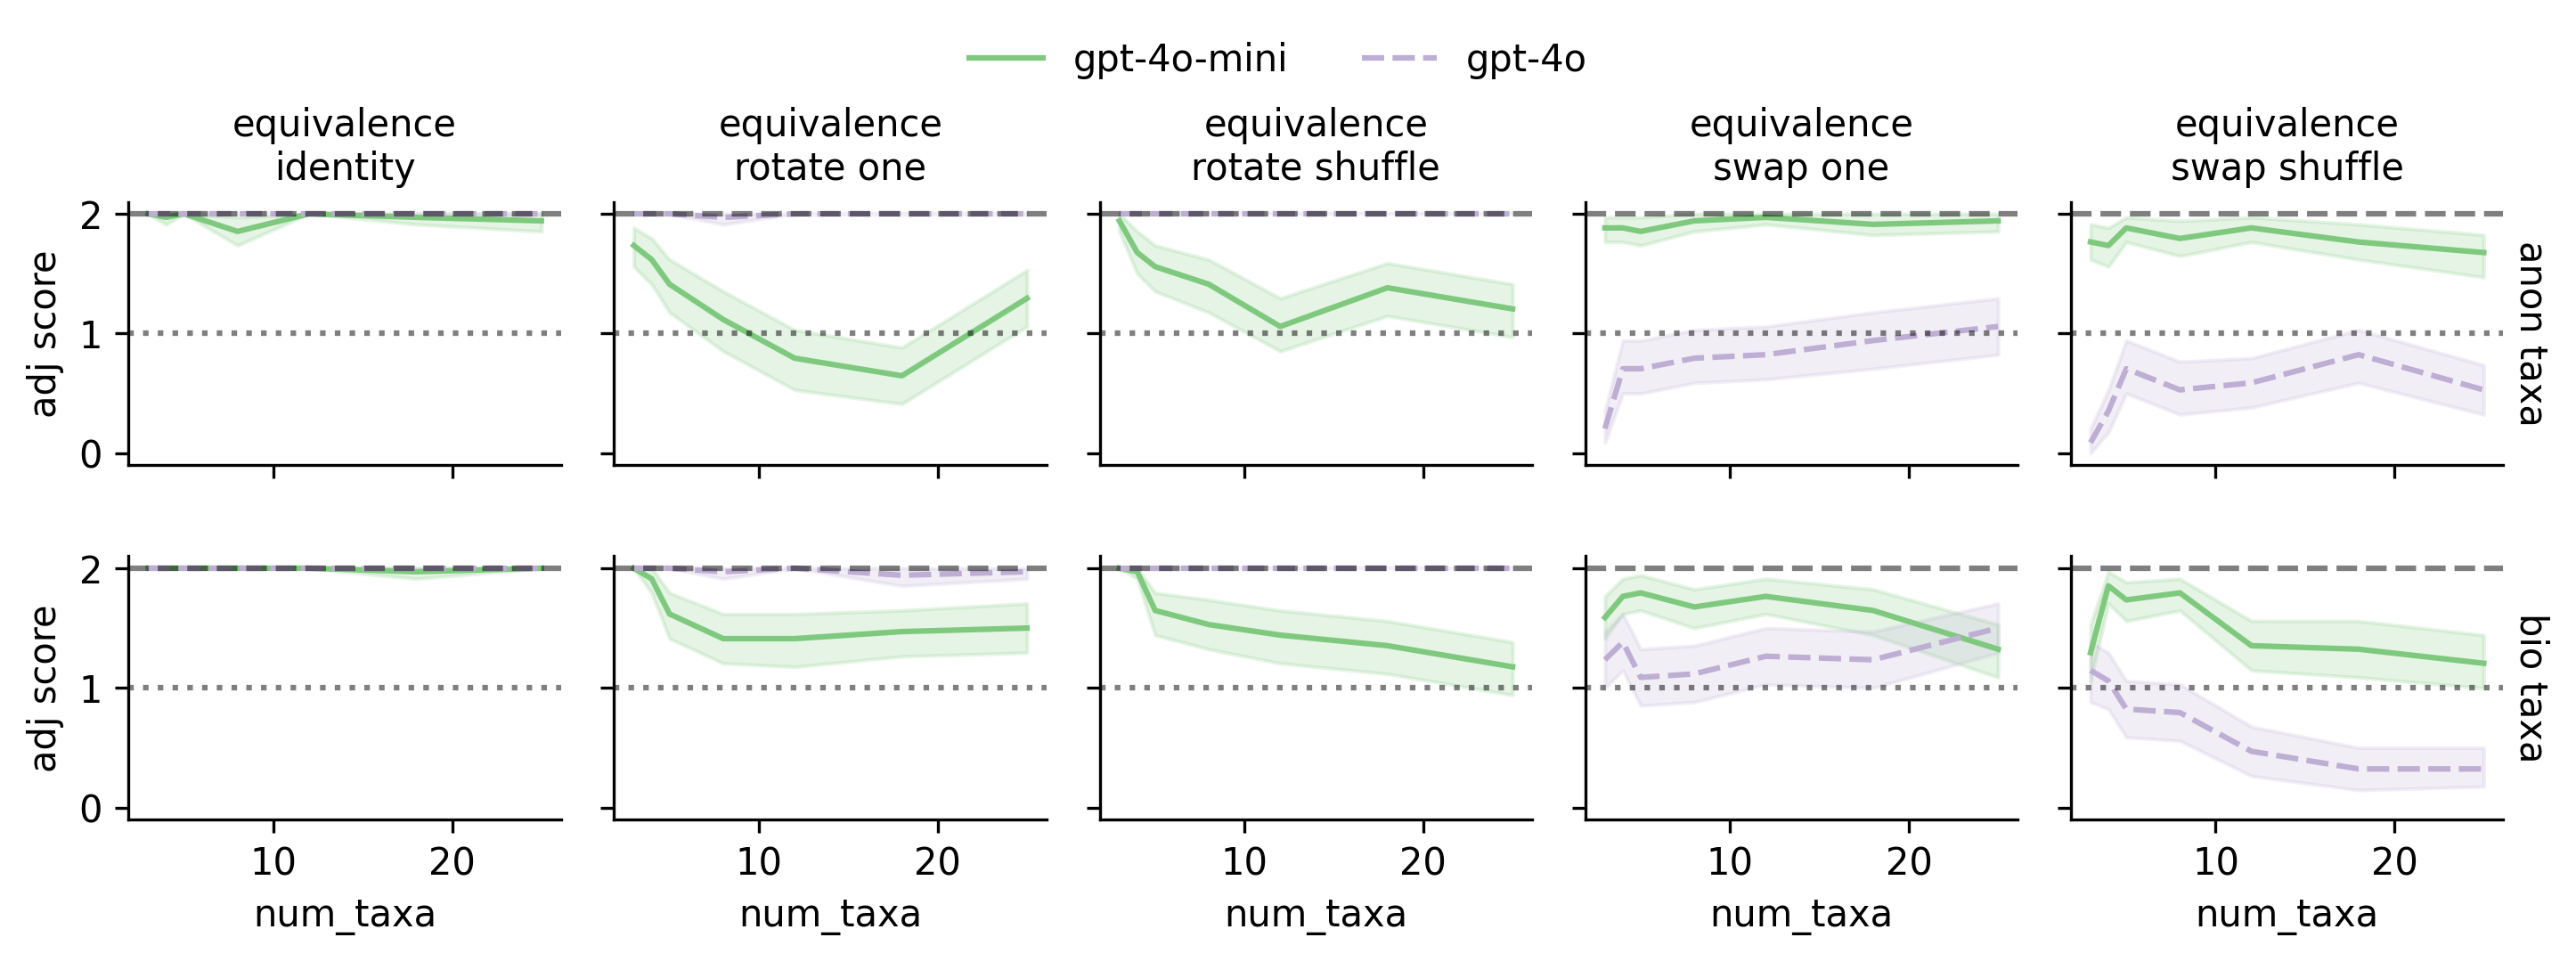 gpt-4o-mini
gpt-4o
equivalence
identity
equivalence
rotate one
equivalence
rotate shuffle
equivalence
swap one
equivalence
swap shuffle
adj score
2
1
0
anon taxa
adj score
2
1
0
bio taxa
10
20
10
20
10
20
10
20
10
20
num_taxa
num_taxa
num_taxa
num_taxa
num_taxa